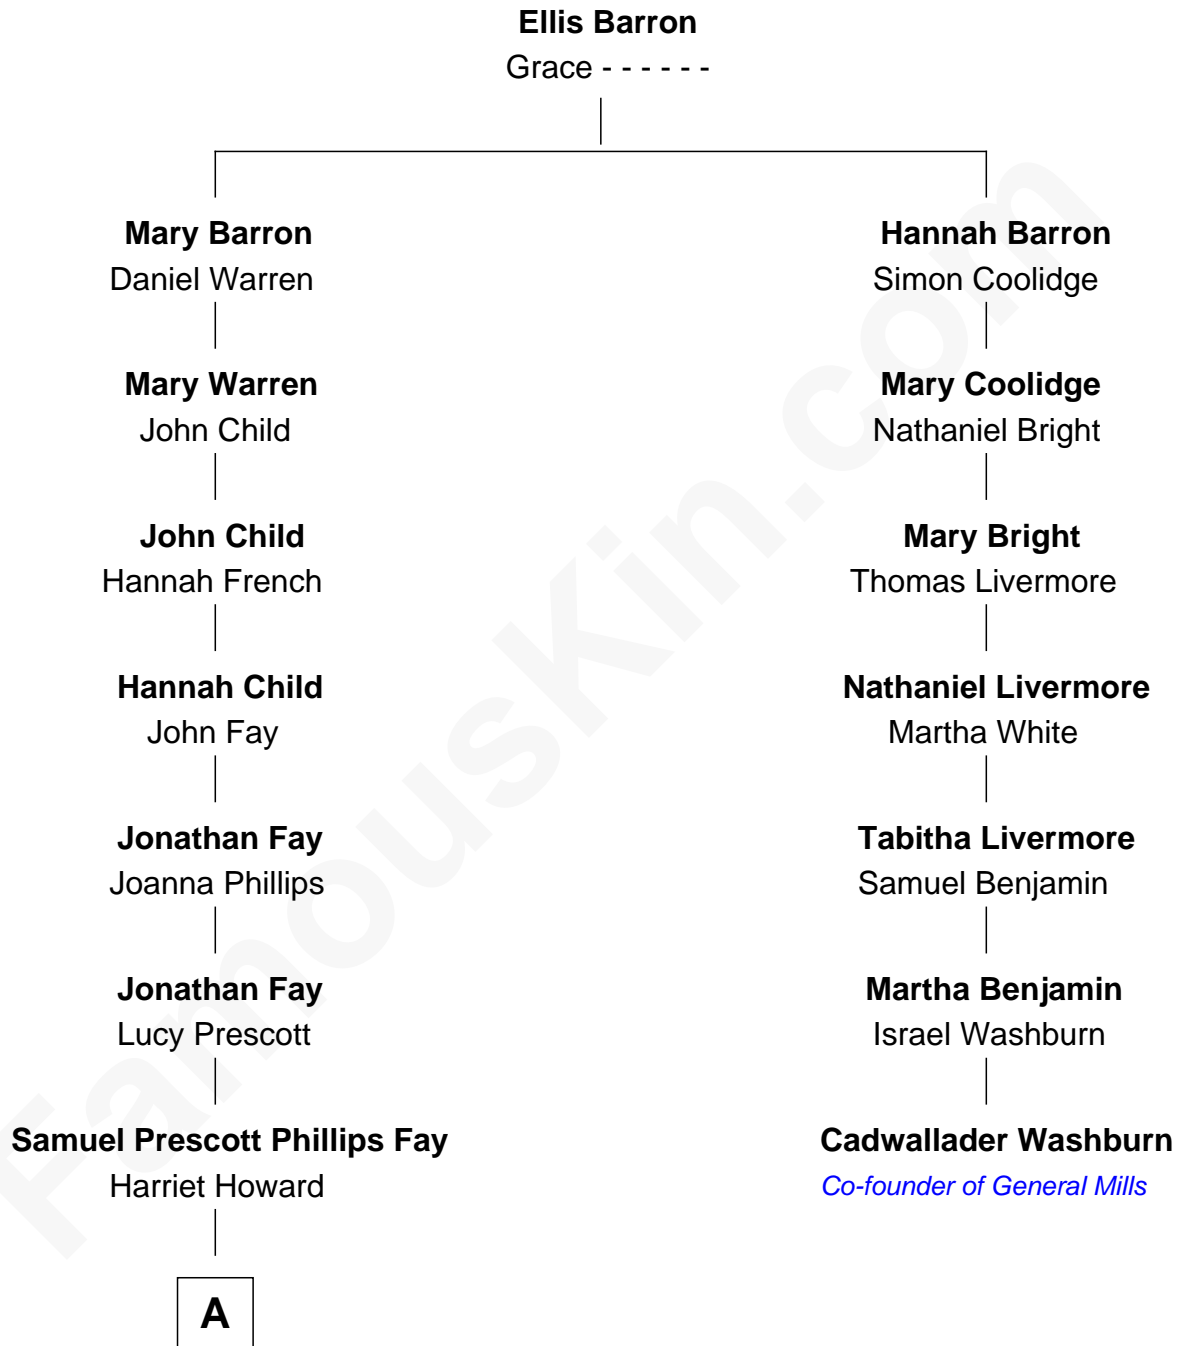 Ellis Barron
Grace - - - - - -
Mary Barron
Daniel Warren
Hannah Barron
Simon Coolidge
Mary Warren
John Child
Mary Coolidge
Nathaniel Bright
John Child
Hannah French
Mary Bright
Thomas Livermore
Hannah Child
John Fay
Nathaniel Livermore
Martha White
Jonathan Fay
Joanna Phillips
Tabitha Livermore
Samuel Benjamin
Jonathan Fay
Lucy Prescott
Martha Benjamin
Israel Washburn
Samuel Prescott Phillips Fay
Harriet Howard
Cadwallader Washburn
Co-founder of General Mills
A
FamousKin.com